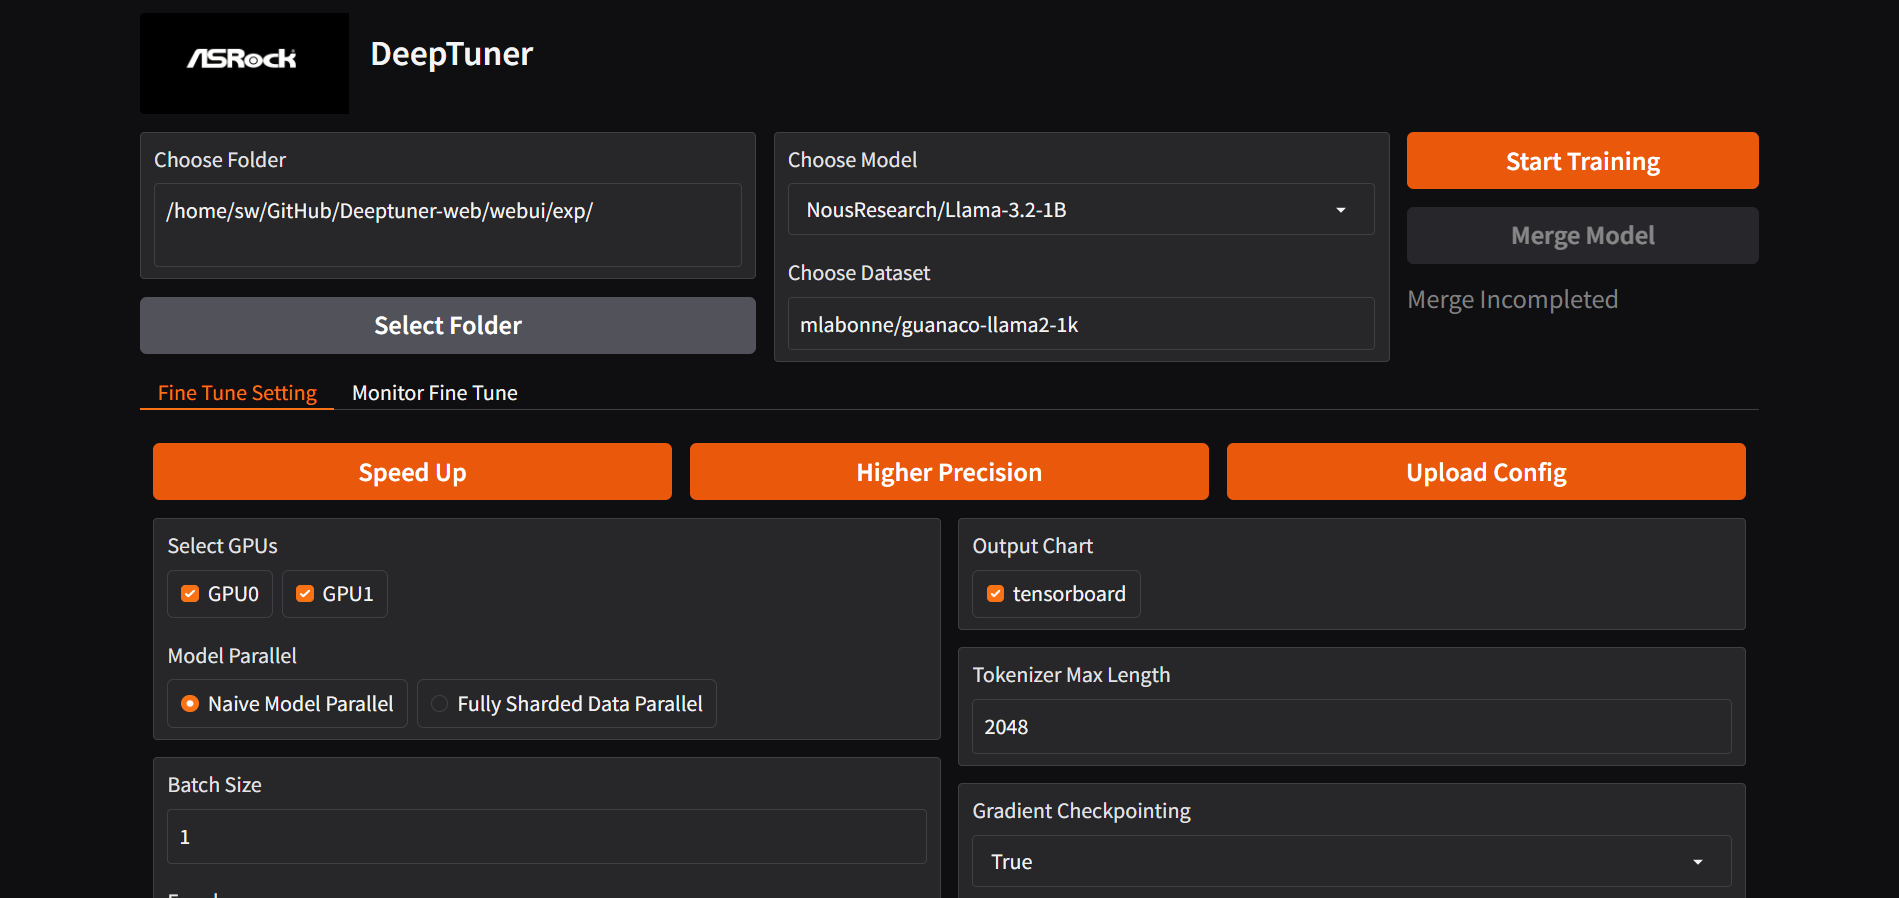 ASRock
DeepTuner
Choose Folder
/home/sw/GitHub/Deeptuner-web/webui/exp/
Select Folder
Choose Model
NousResearch/Llama-3.2-1B
Choose Dataset
mlabonne/guanaco-llama2-1k
Start Training
Merge Model
Merge Incompleted
Fine Tune Setting
Monitor Fine Tune
Speed Up
Higher Precision
Upload Config
Select GPUs
GPU0
GPU1
Model Parallel
Naive Model Parallel
Fully Sharded Data Parallel
Batch Size
1
Output Chart
tensorboard
Tokenizer Max Length
2048
Gradient Checkpointing
True